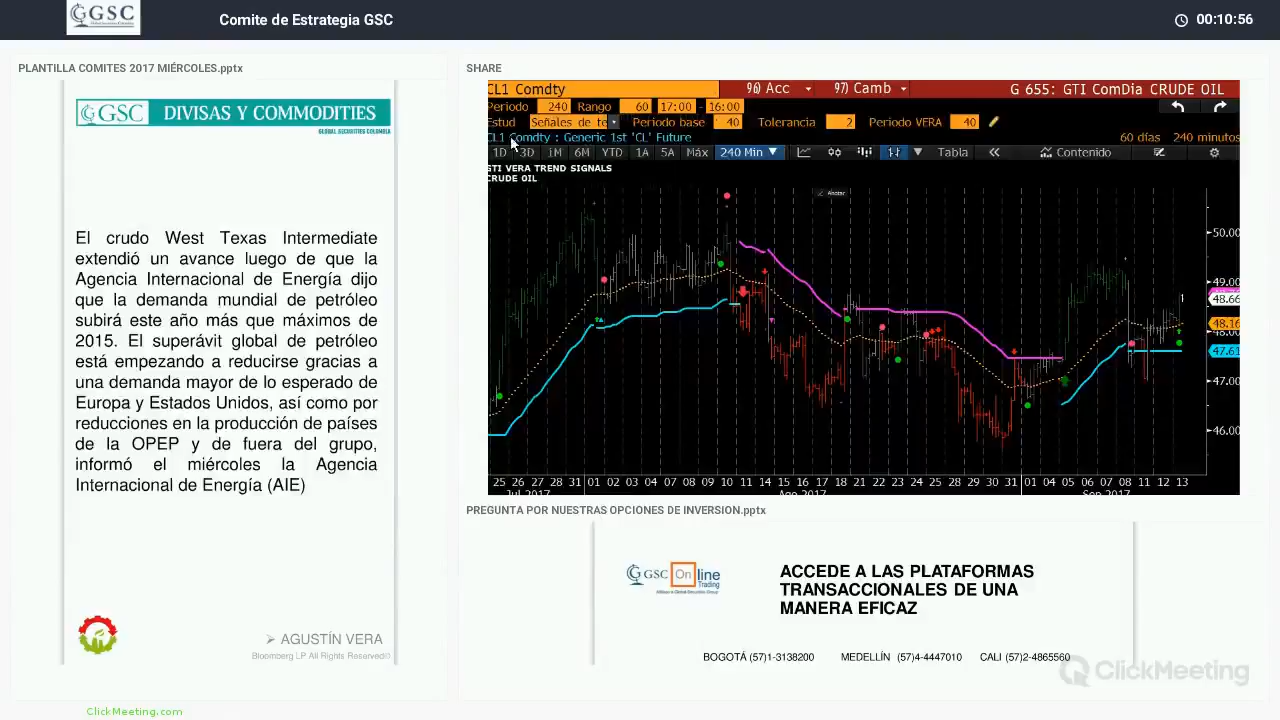 GSC
Comite de Estrategia GSC
00:10:56
PLANTILLA COMITES 2017 MIÉRCOLES.pptx
GSC DIVISAS Y COMMODITIES
GLOBAL SECURITIES COLOMBIA
El crudo West Texas Intermediate
extendió un avance luego de que la
Agencia Internacional de Energía dijo
que la demanda mundial de petróleo
subirá este año más que máximos de
2015. El superávit global de petróleo
está empezando a reducirse gracias a
una demanda mayor de lo esperado de
Europa y Estados Unidos, así como por
reducciones en la producción de países
de la OPEP y de fuera del grupo,
informó el miércoles la Agencia
Internacional de Energía (AIE)
➢ AGUSTÍN VERA
Bloomberg LP All Rights Reserved©
ClickMeeting.com
SHARE
CL1 Comdty 96) Acc 97) Camb G 655: GTI ComDia CRUDE OIL
Periodo 240 Rango 60 17:00 - 16:00
Estud Señales de te Periodo base 40 Tolerancia 2 Periodo VERA 40
CL1 Comdty : Generic 1st 'CL' Future 60 días 240 minutos
1D 3D 1M 6M YTD 1A 5A Máx 240 Min Tabla Contenido
GTI VERA TREND SIGNALS
CRUDE OIL
Anotar
50.00
49.00
48.66
48.16
48.00
47.61
47.00
46.00
25 26 27 28 31 01 02 03 04 07 08 09 10 11 14 15 16 17 18 21 22 23 24 25 28 29 30 31 01 04 05 06 07 08 11 12 13
Jul 2017 Ago 2017 Sep 2017
PREGUNTA POR NUESTRAS OPCIONES DE INVERSION.pptx
GSC Online
Trading
ACCEDE A LAS PLATAFORMAS
TRANSACCIONALES DE UNA
MANERA EFICAZ
BOGOTÁ (57)1-3138200 MEDELLÍN (57)4-4447010 CALI (57)2-4865560
ClickMeeting